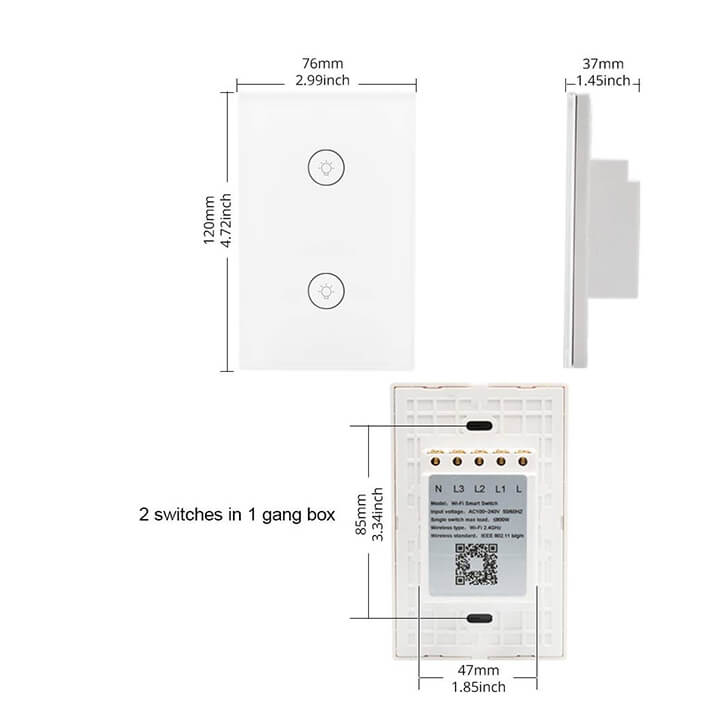 76mm
2.99inch
37mm
1.45inch
120mm
4.72inch
2 switches in 1 gang box
85mm
3.34inch
N L3 L2 L1 L
Model: Wi-Fi Smart Switch
Input voltage: AC100~240V 50/60HZ
Single switch max load: ≤800W
Wireless type: Wi-Fi 2.4GHz
Wireless standard: IEEE 802.11 b/g/n
47mm
1.85inch